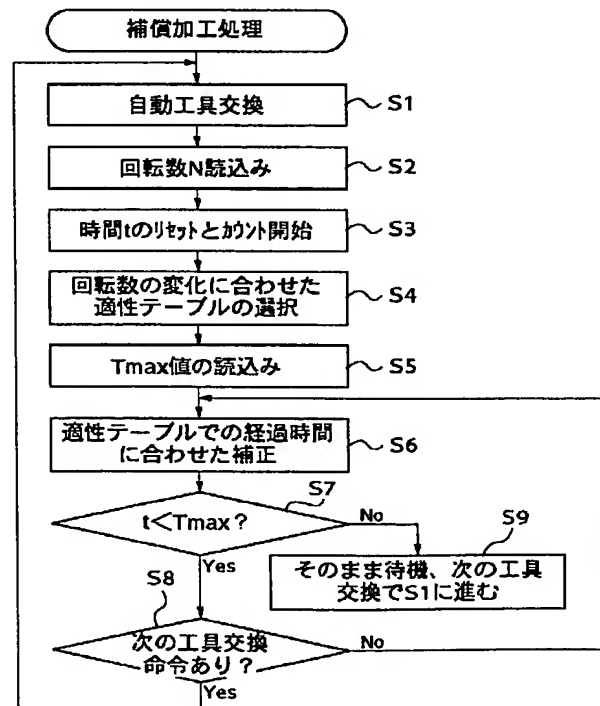 補償加工処理
自動工具交換
S1
回転数N読込み
S2
時間tのリセットとカウント開始
S3
回転数の変化に合わせた
適性テーブルの選択
S4
Tmax値の読込み
S5
適性テーブルでの経過時間
に合わせた補正
S6
S7
t<Tmax?
No
Yes
S9
そのまま待機、次の工具
交換でS1に進む
S8
次の工具交換
命令あり?
No
Yes